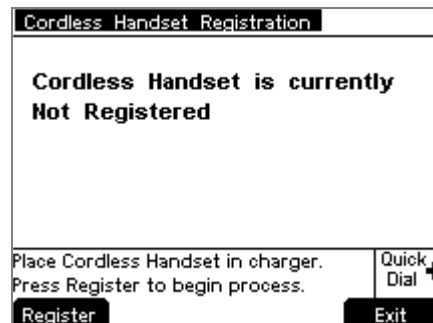 Cordless Handset Registration
Cordless Handset is currently
Not Registered
Place Cordless Handset in charger.
Press Register to begin process.
Quick
Dial
Register
Exit